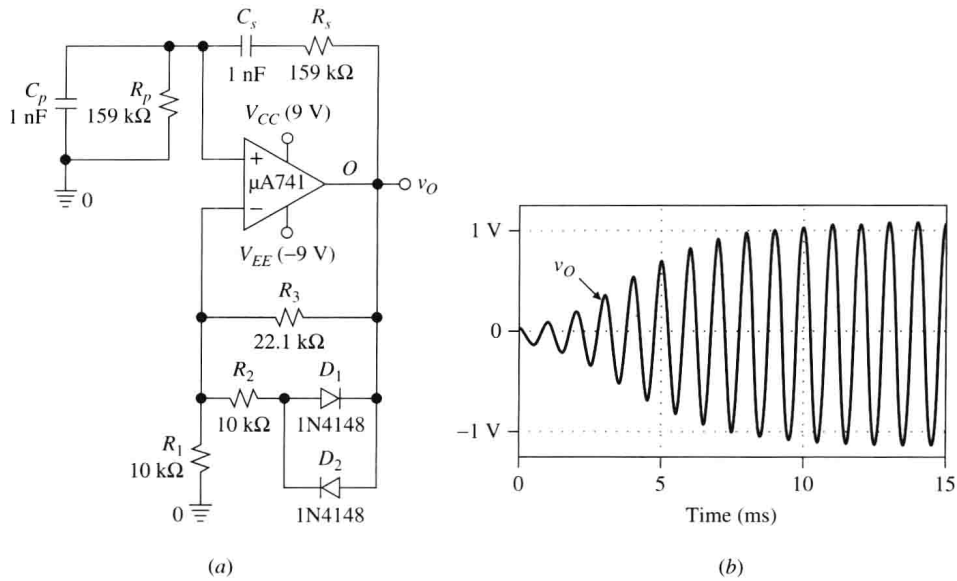 C_s
R_s
1 nF
159 kΩ
C_p
1 nF
R_p
159 kΩ
0
V_CC (9 V)
+
μA741
−
O
v_O
V_EE (−9 V)
R_3
22.1 kΩ
R_2
10 kΩ
D_1
1N4148
R_1
10 kΩ
D_2
1N4148
0
(a)
1 V
v_O
0
−1 V
0
5
10
15
Time (ms)
(b)